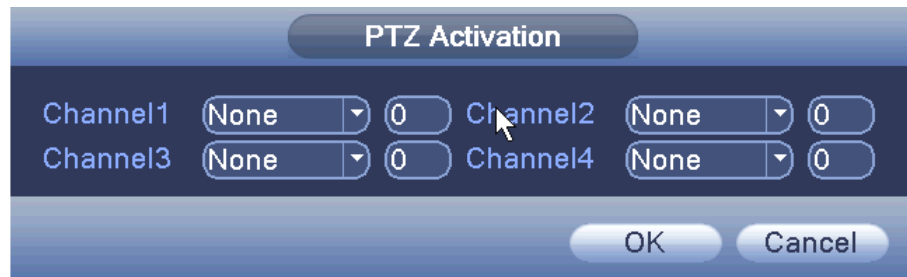 PTZ Activation
Channel1 None 0 Channel2 None 0
Channel3 None 0 Channel4 None 0
OK Cancel